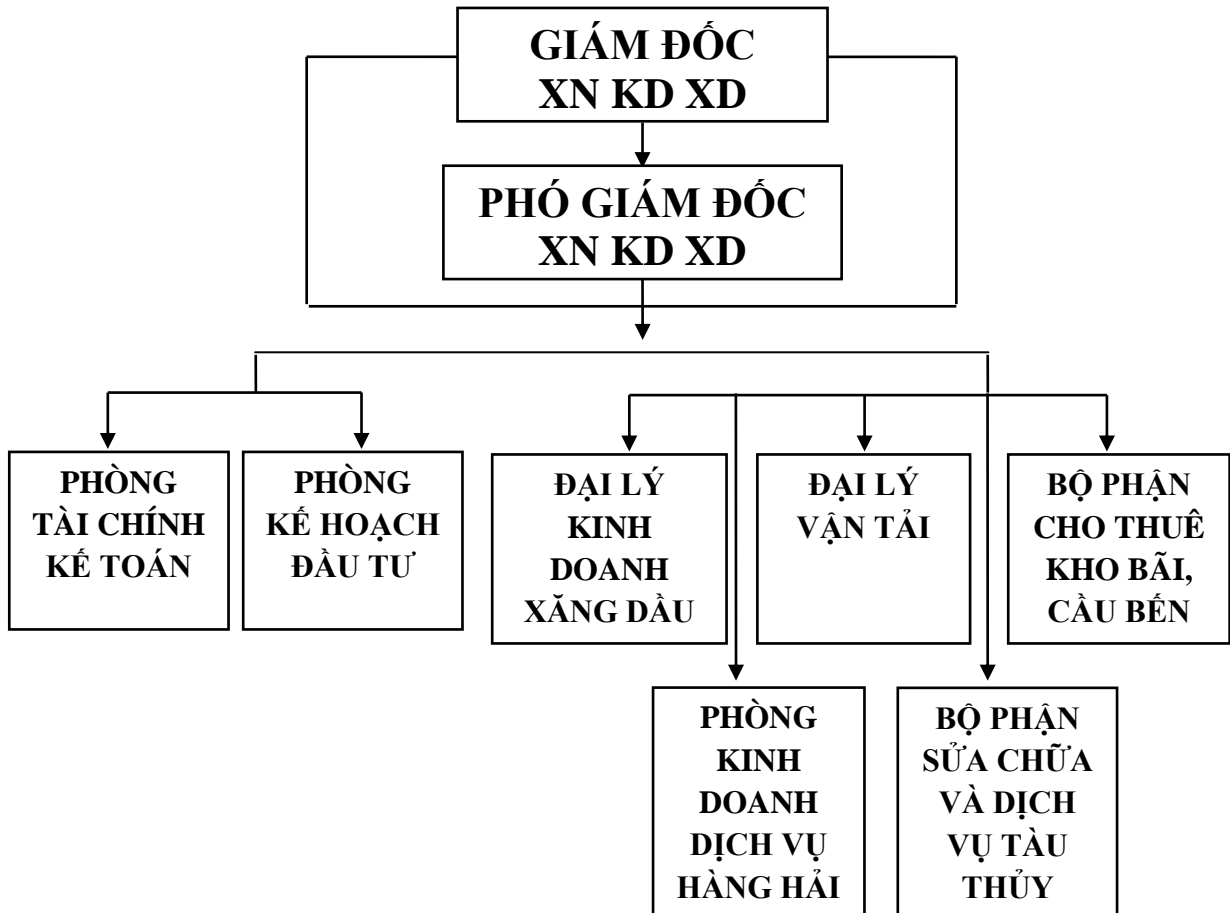 GIÁM ĐỐC
XN KD XD
PHÓ GIÁM ĐỐC
XN KD XD
PHÒNG
TÀI CHÍNH
KẾ TOÁN
PHÒNG
KẾ HOẠCH
ĐẦU TƯ
ĐẠI LÝ
KINH
DOANH
XĂNG DẦU
ĐẠI LÝ
VẬN TẢI
BỘ PHẬN
CHO THUÊ
KHO BÃI,
CẦU BẾN
PHÒNG
KINH
DOANH
DỊCH VỤ
HÀNG HẢI
BỘ PHẬN
SỬA CHỮA
VÀ DỊCH
VỤ TÀU
THỦY